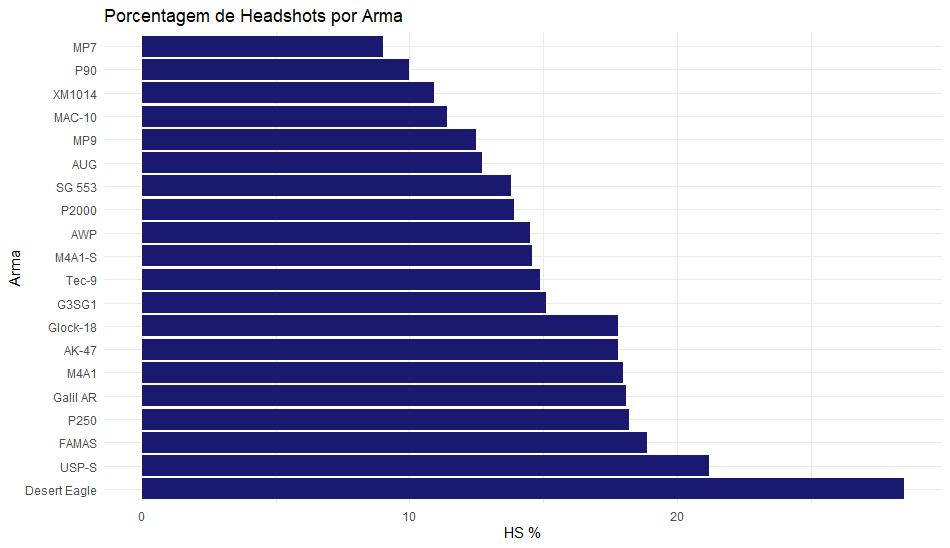 Porcentagem de Headshots por Arma
MP7
P90
XM1014
MAC-10
MP9
AUG
SG 553
P2000
AWP
M4A1-S
Tec-9
G3SG1
Glock-18
AK-47
M4A1
Galil AR
P250
FAMAS
USP-S
Desert Eagle
Arma
0 10 20
HS %